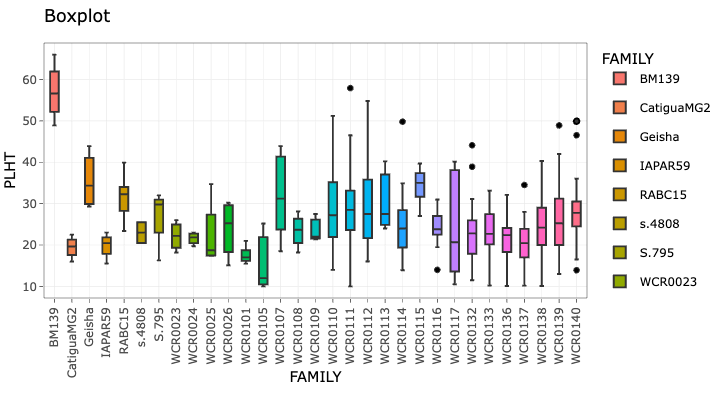 Boxplot
PLHT
60
50
40
30
20
10
BM139
CatiguaMG2
Geisha
IAPAR59
RABC15
s.4808
S.795
WCR0023
WCR0024
WCR0025
WCR0026
WCR0101
WCR0105
WCR0107
WCR0108
WCR0109
WCR0110
WCR0111
WCR0112
WCR0113
WCR0114
WCR0115
WCR0116
WCR0117
WCR0132
WCR0133
WCR0136
WCR0137
WCR0138
WCR0139
WCR0140
FAMILY
FAMILY
BM139
CatiguaMG2
Geisha
IAPAR59
RABC15
s.4808
S.795
WCR0023